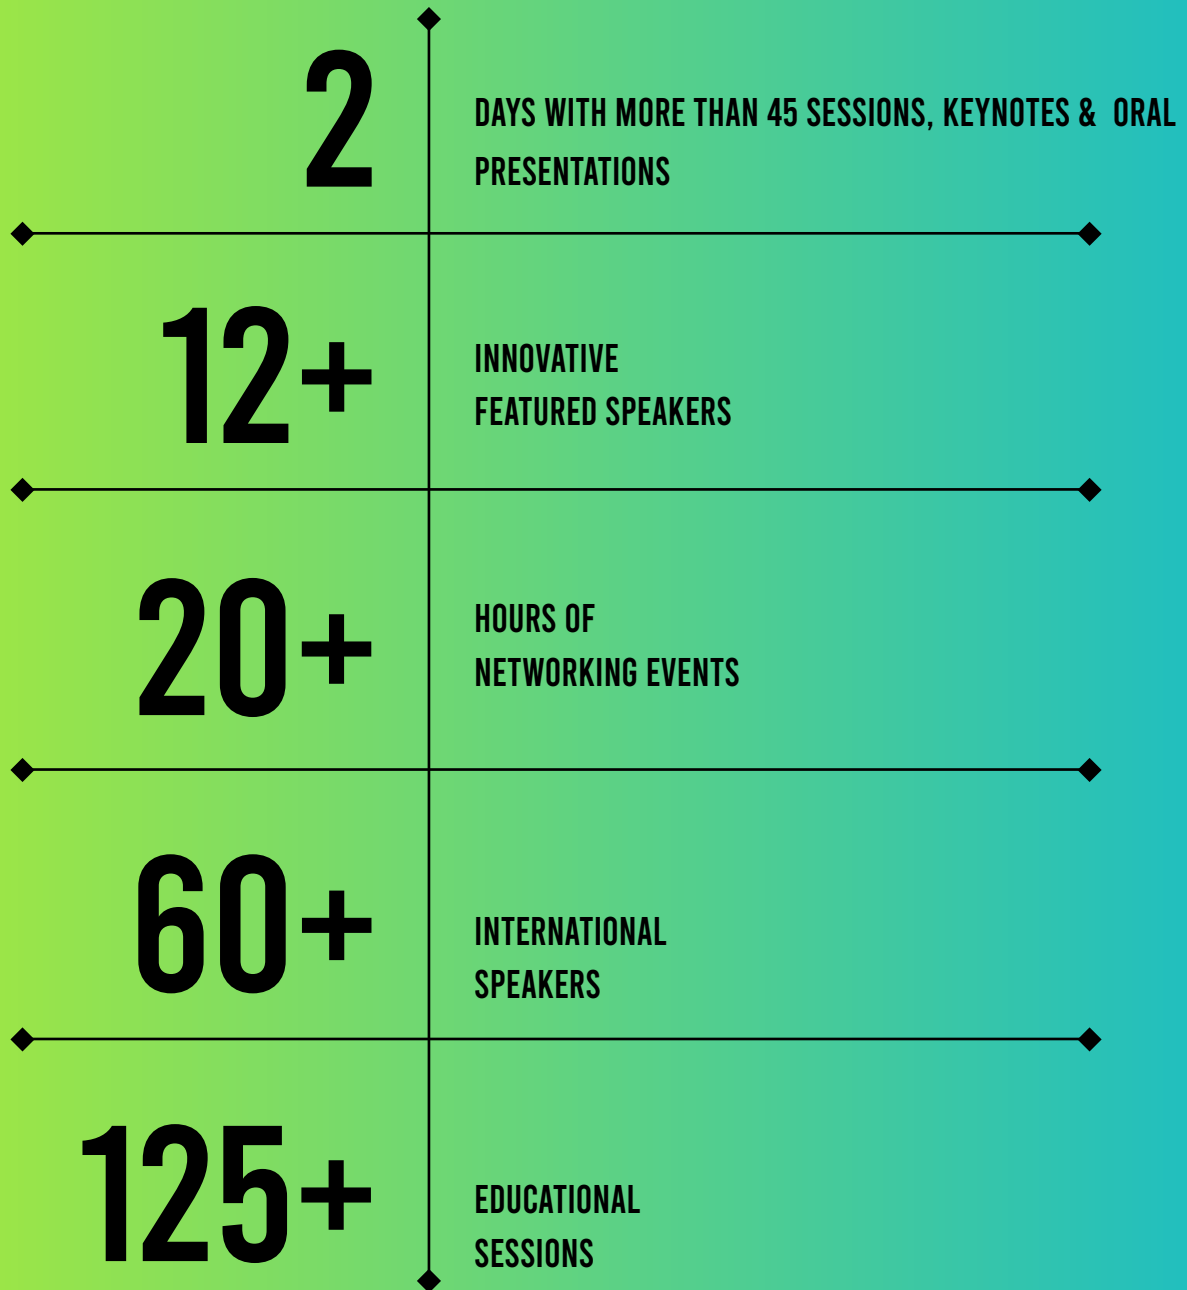 2
DAYS WITH MORE THAN 45 SESSIONS, KEYNOTES & ORAL
PRESENTATIONS
12+
INNOVATIVE
FEATURED SPEAKERS
20+
HOURS OF
NETWORKING EVENTS
60+
INTERNATIONAL
SPEAKERS
125+
EDUCATIONAL
SESSIONS